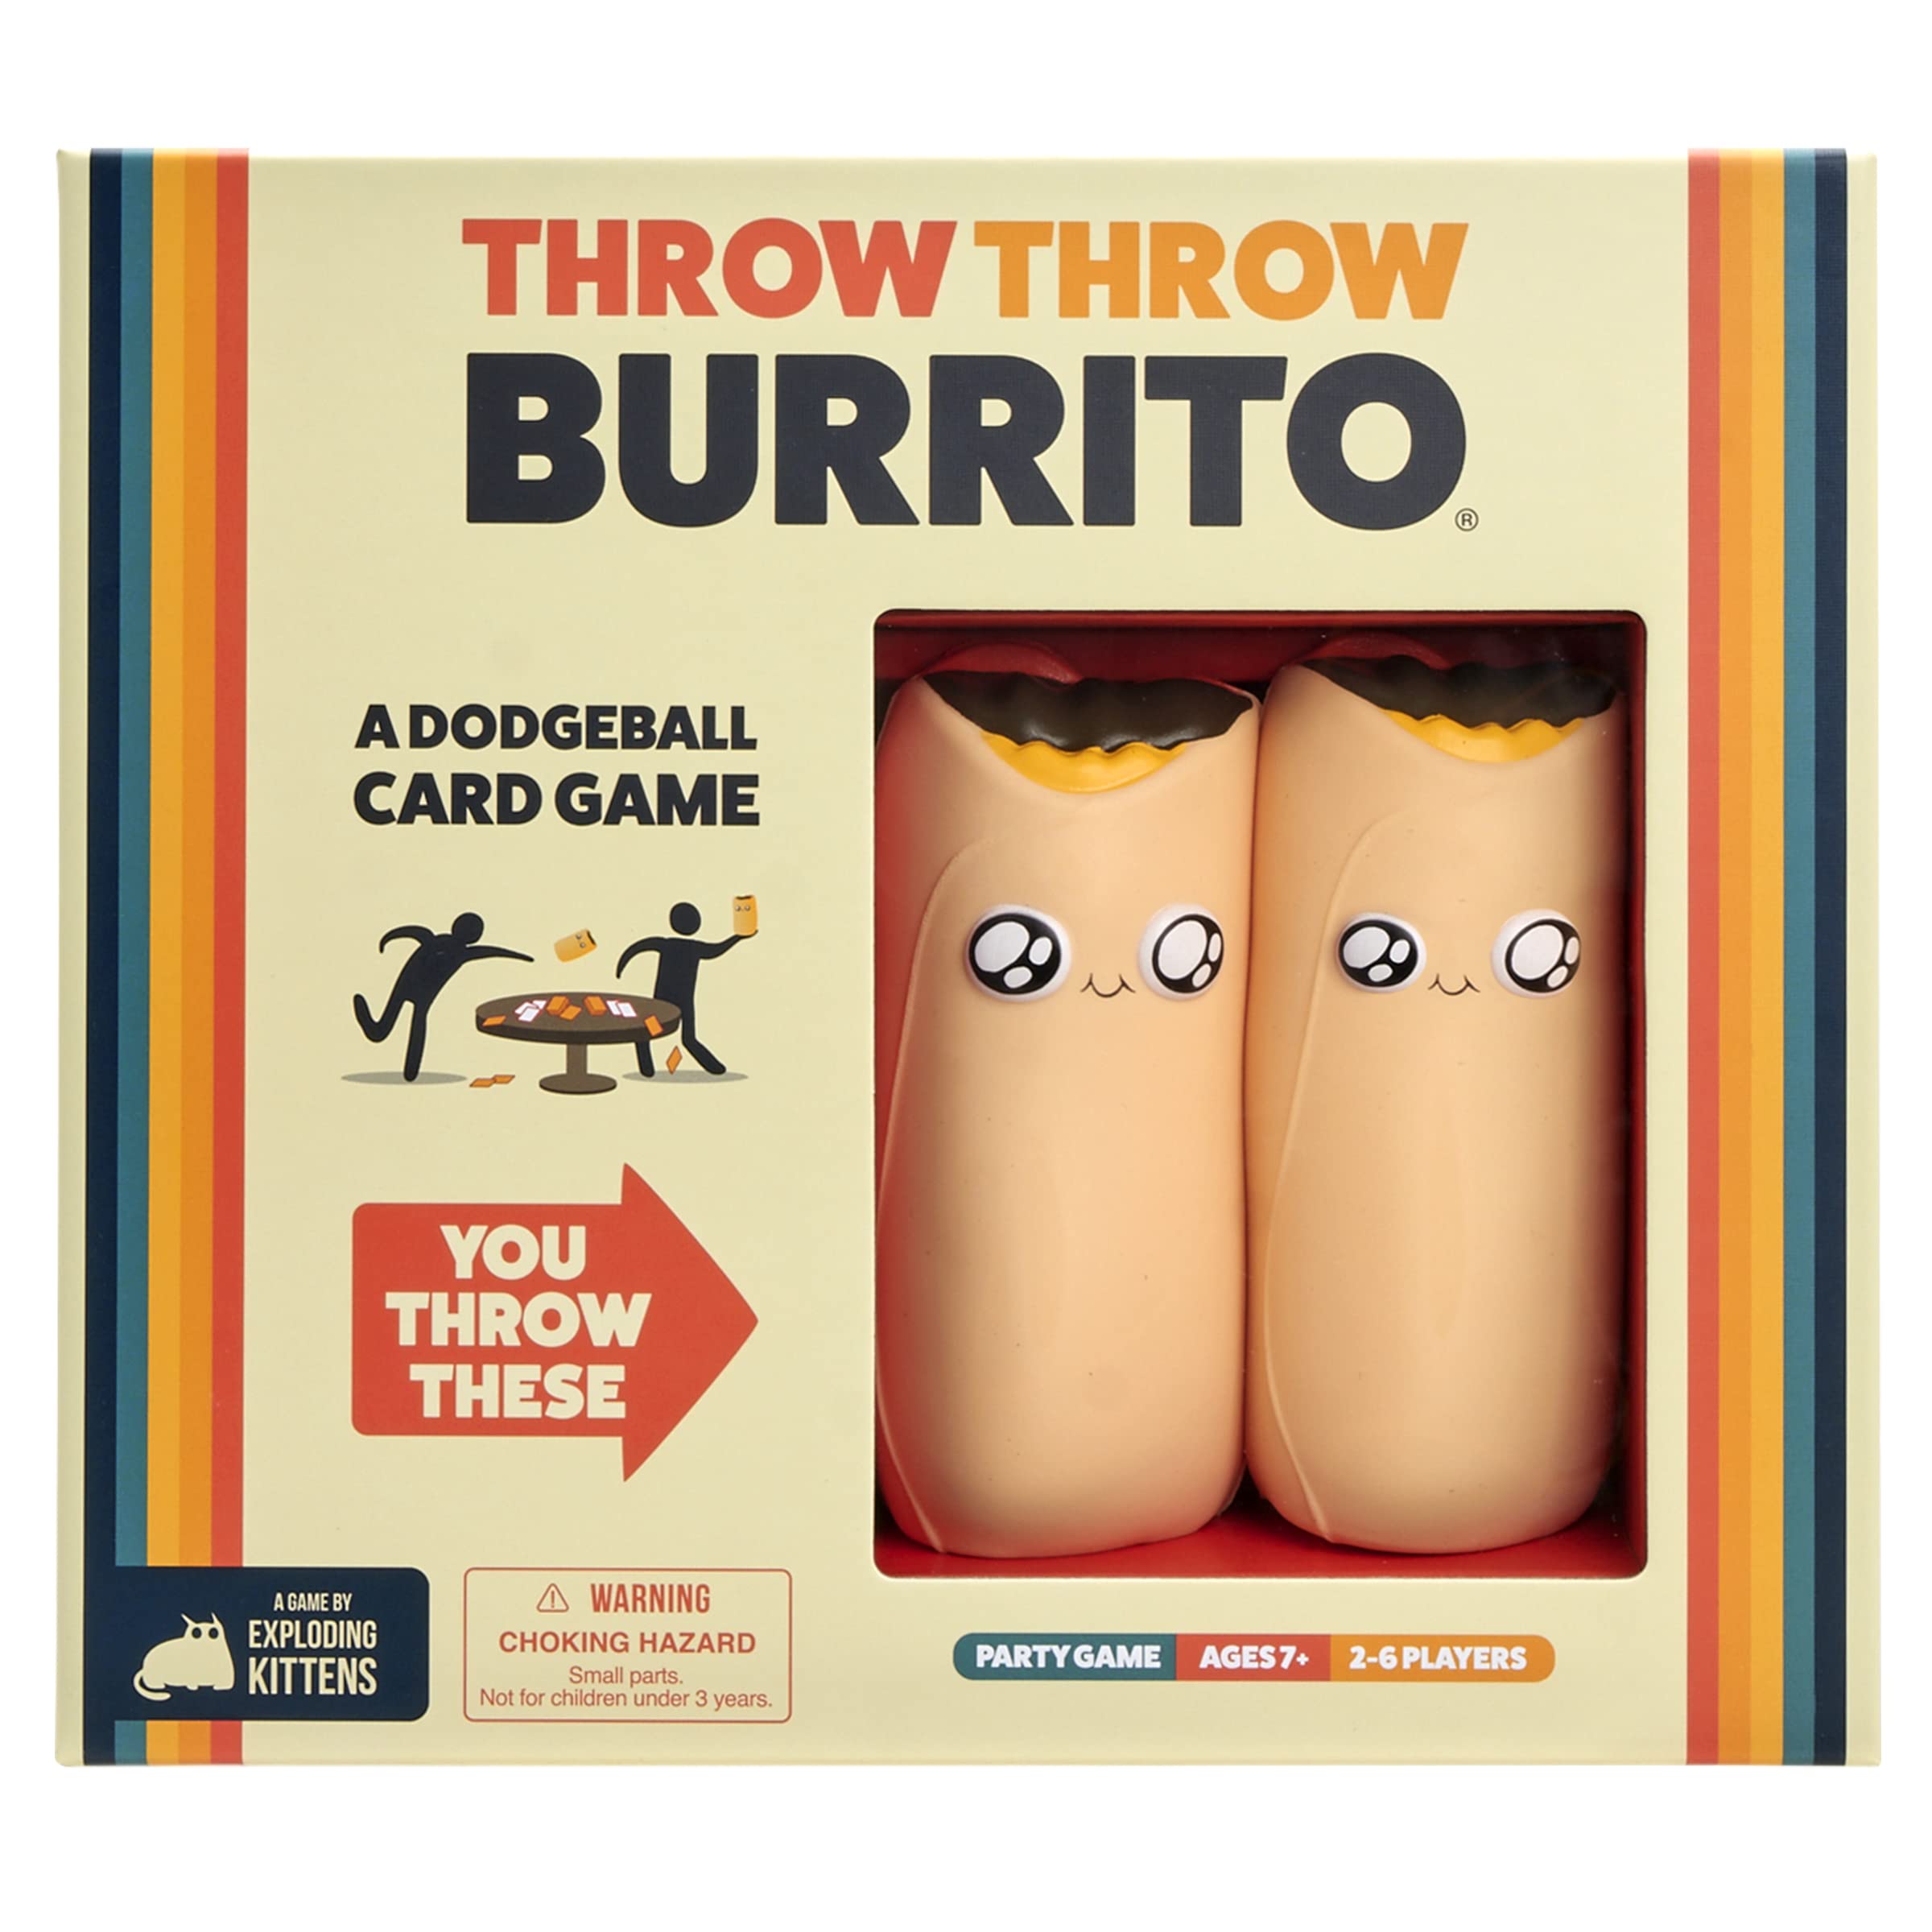 THROW THROW
BURRITO®
A DODGEBALL
CARD GAME
YOU
THROW
THESE
A GAME BY
EXPLODING
KITTENS
⚠ WARNING
CHOKING HAZARD
Small parts.
Not for children under 3 years.
PARTY GAME AGES 7+ 2-6 PLAYERS